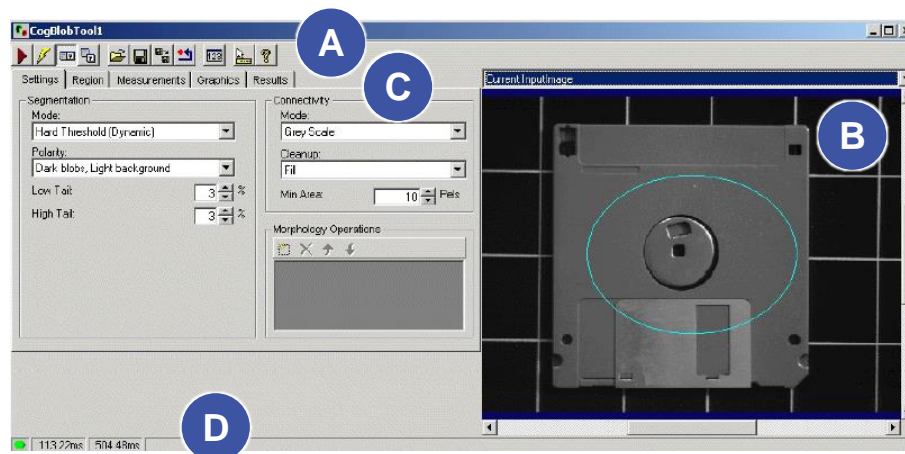 CogBlobTool1
A
Settings Region Measurements Graphics Results
C
CurrentInputImage
Segmentation
Mode:
Hard Threshold (Dynamic)
Polarity:
Dark blobs, Light background
Low Tail: 3 %
High Tail: 3 %
Connectivity
Mode:
Grey Scale
Cleanup:
Fill
Min Area: 10 Pels
Morphology Operations
B
D
113.22ms 504.48ms